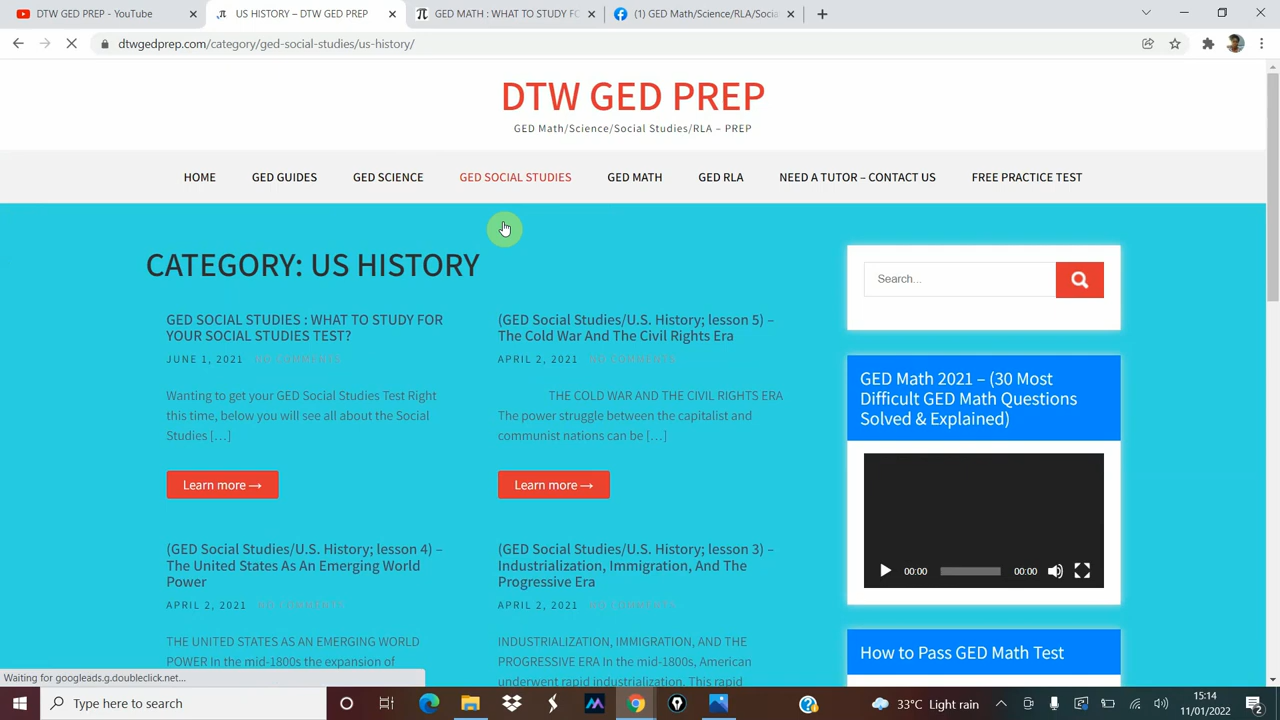 DTW GED PREP - YouTube
US HISTORY – DTW GED PREP
GED MATH : WHAT TO STUDY FO
(1) GED Math/Science/RLA/Socia
dtwgedprep.com/category/ged-social-studies/us-history/
DTW GED PREP
GED Math/Science/Social Studies/RLA – PREP
HOME
GED GUIDES
GED SCIENCE
GED SOCIAL STUDIES
GED MATH
GED RLA
NEED A TUTOR – CONTACT US
FREE PRACTICE TEST
CATEGORY: US HISTORY
GED SOCIAL STUDIES : WHAT TO STUDY FOR
YOUR SOCIAL STUDIES TEST?
JUNE 1, 2021 NO COMMENTS
Wanting to get your GED Social Studies Test Right
this time, below you will see all about the Social
Studies […]
Learn more →
(GED Social Studies/U.S. History; lesson 5) –
The Cold War And The Civil Rights Era
APRIL 2, 2021 NO COMMENTS
THE COLD WAR AND THE CIVIL RIGHTS ERA
The power struggle between the capitalist and
communist nations can be […]
Learn more →
(GED Social Studies/U.S. History; lesson 4) –
The United States As An Emerging World
Power
APRIL 2, 2021 NO COMMENTS
THE UNITED STATES AS AN EMERGING WORLD
POWER In the mid-1800s the expansion of
(GED Social Studies/U.S. History; lesson 3) –
Industrialization, Immigration, And The
Progressive Era
APRIL 2, 2021 NO COMMENTS
INDUSTRIALIZATION, IMMIGRATION, AND THE
PROGRESSIVE ERA In the mid-1800s, American
underwent rapid industrialization. This rapid
Search...
GED Math 2021 – (30 Most
Difficult GED Math Questions
Solved & Explained)
00:00
00:00
How to Pass GED Math Test
Waiting for googleads.g.doubleclick.net...
Type here to search
33°C Light rain
15:14
11/01/2022